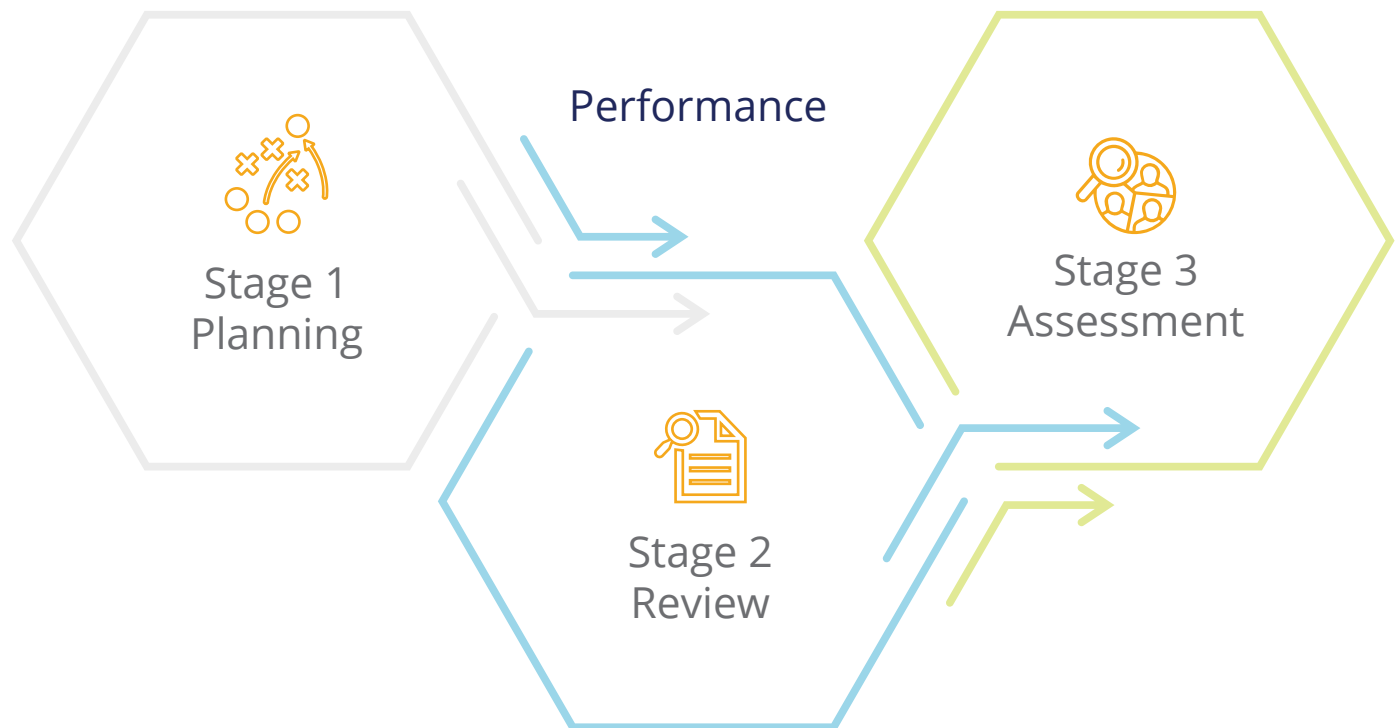 Performance
Stage 1
Planning
Stage 2
Review
Stage 3
Assessment